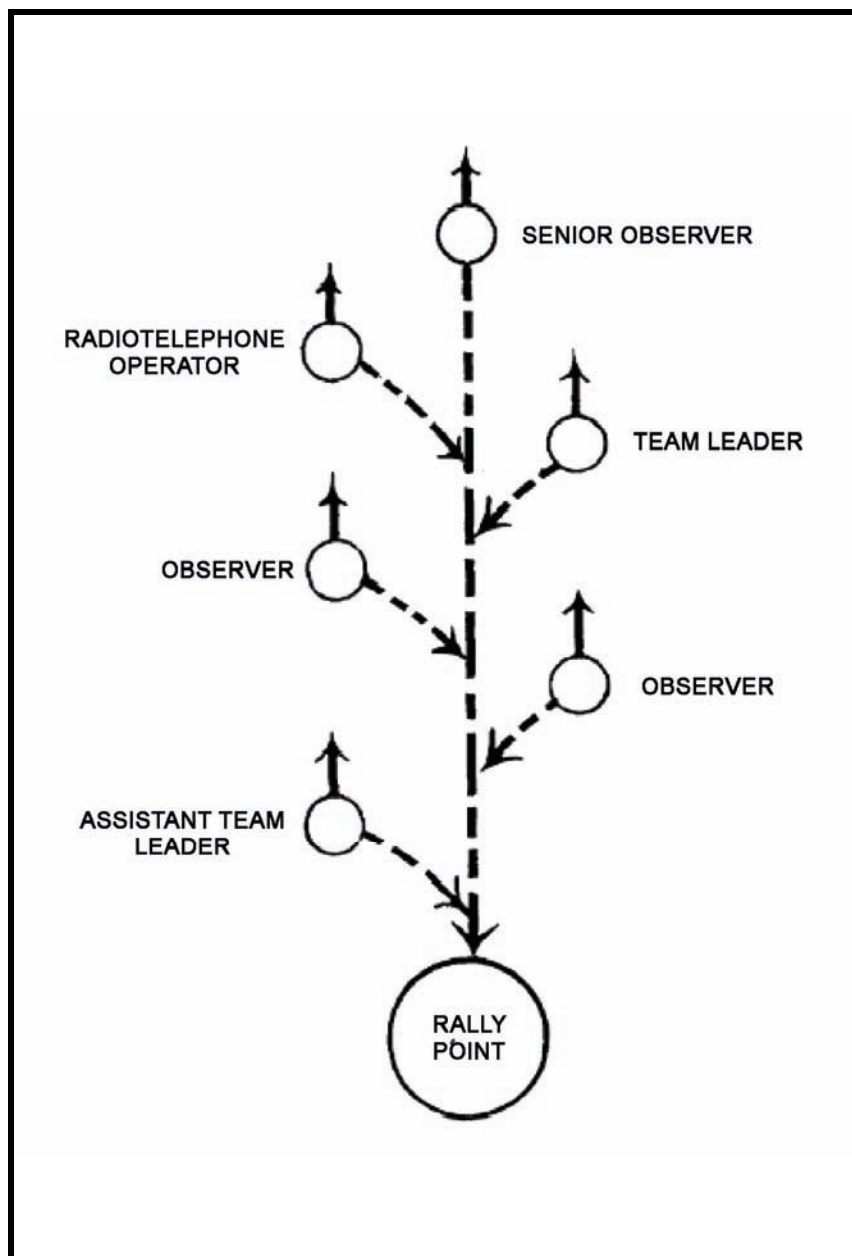 SENIOR OBSERVER
RADIOTELEPHONE
OPERATOR
TEAM LEADER
OBSERVER
OBSERVER
ASSISTANT TEAM
LEADER
RALLY
POINT